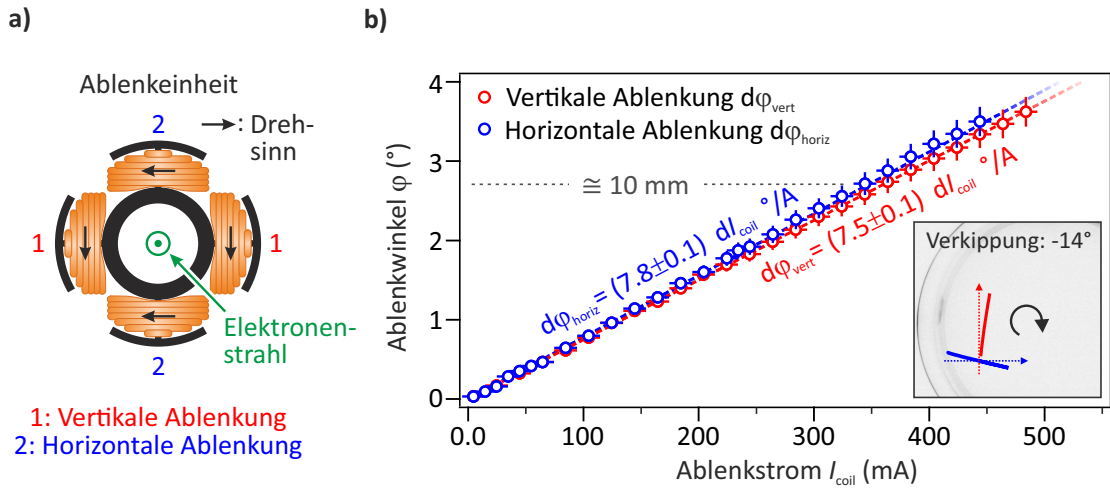 a)
Ablenkeinheit
2
: Dreh-
sinn
1
1
2
Elektronen-
strahl
1: Vertikale Ablenkung
2: Horizontale Ablenkung
b)
Ablenkwinkel φ (°)
4
3
2
1
0
Vertikale Ablenkung dφvert
Horizontale Ablenkung dφhoriz
≅ 10 mm
dφhoriz= (7.8±0.1) dIcoil °/A
dφvert= (7.5±0.1) dIcoil °/A
Verkippung: -14°
0.0
100
200
300
400
500
Ablenkstrom Icoil (mA)